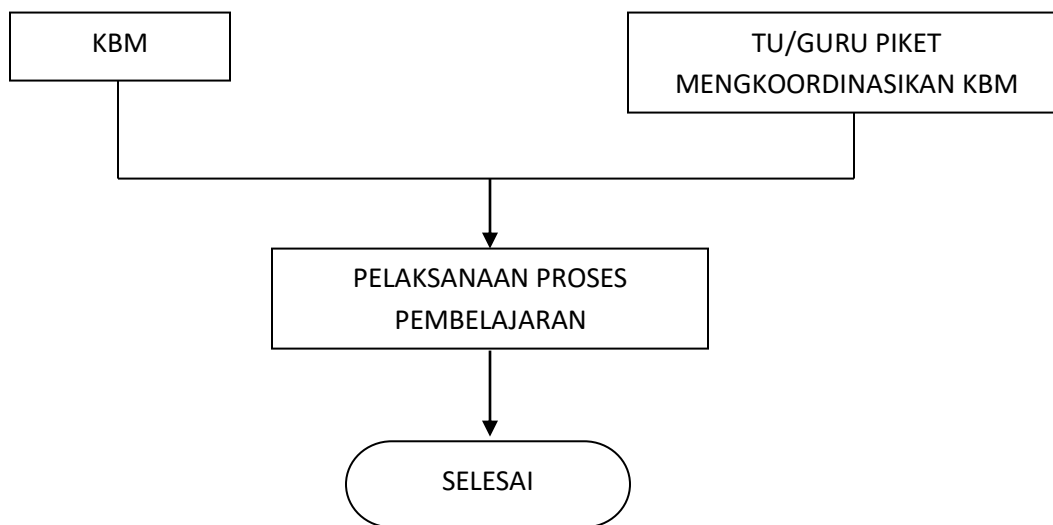 KBM
TU/GURU PIKET
MENGKOORDINASIKAN KBM
PELAKSANAAN PROSES
PEMBELAJARAN
SELESAI